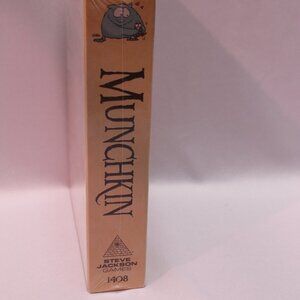 MUNCHKIN
STEVE
JACKSON
GAMES
1408